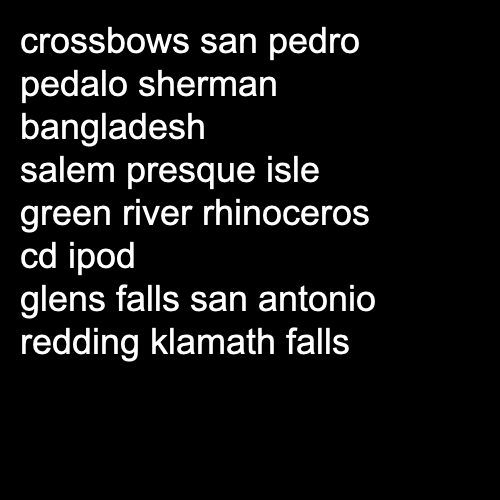 crossbows san pedro
pedalo sherman
bangladesh
salem presque isle
green river rhinoceros
cd ipod
glens falls san antonio
redding klamath falls